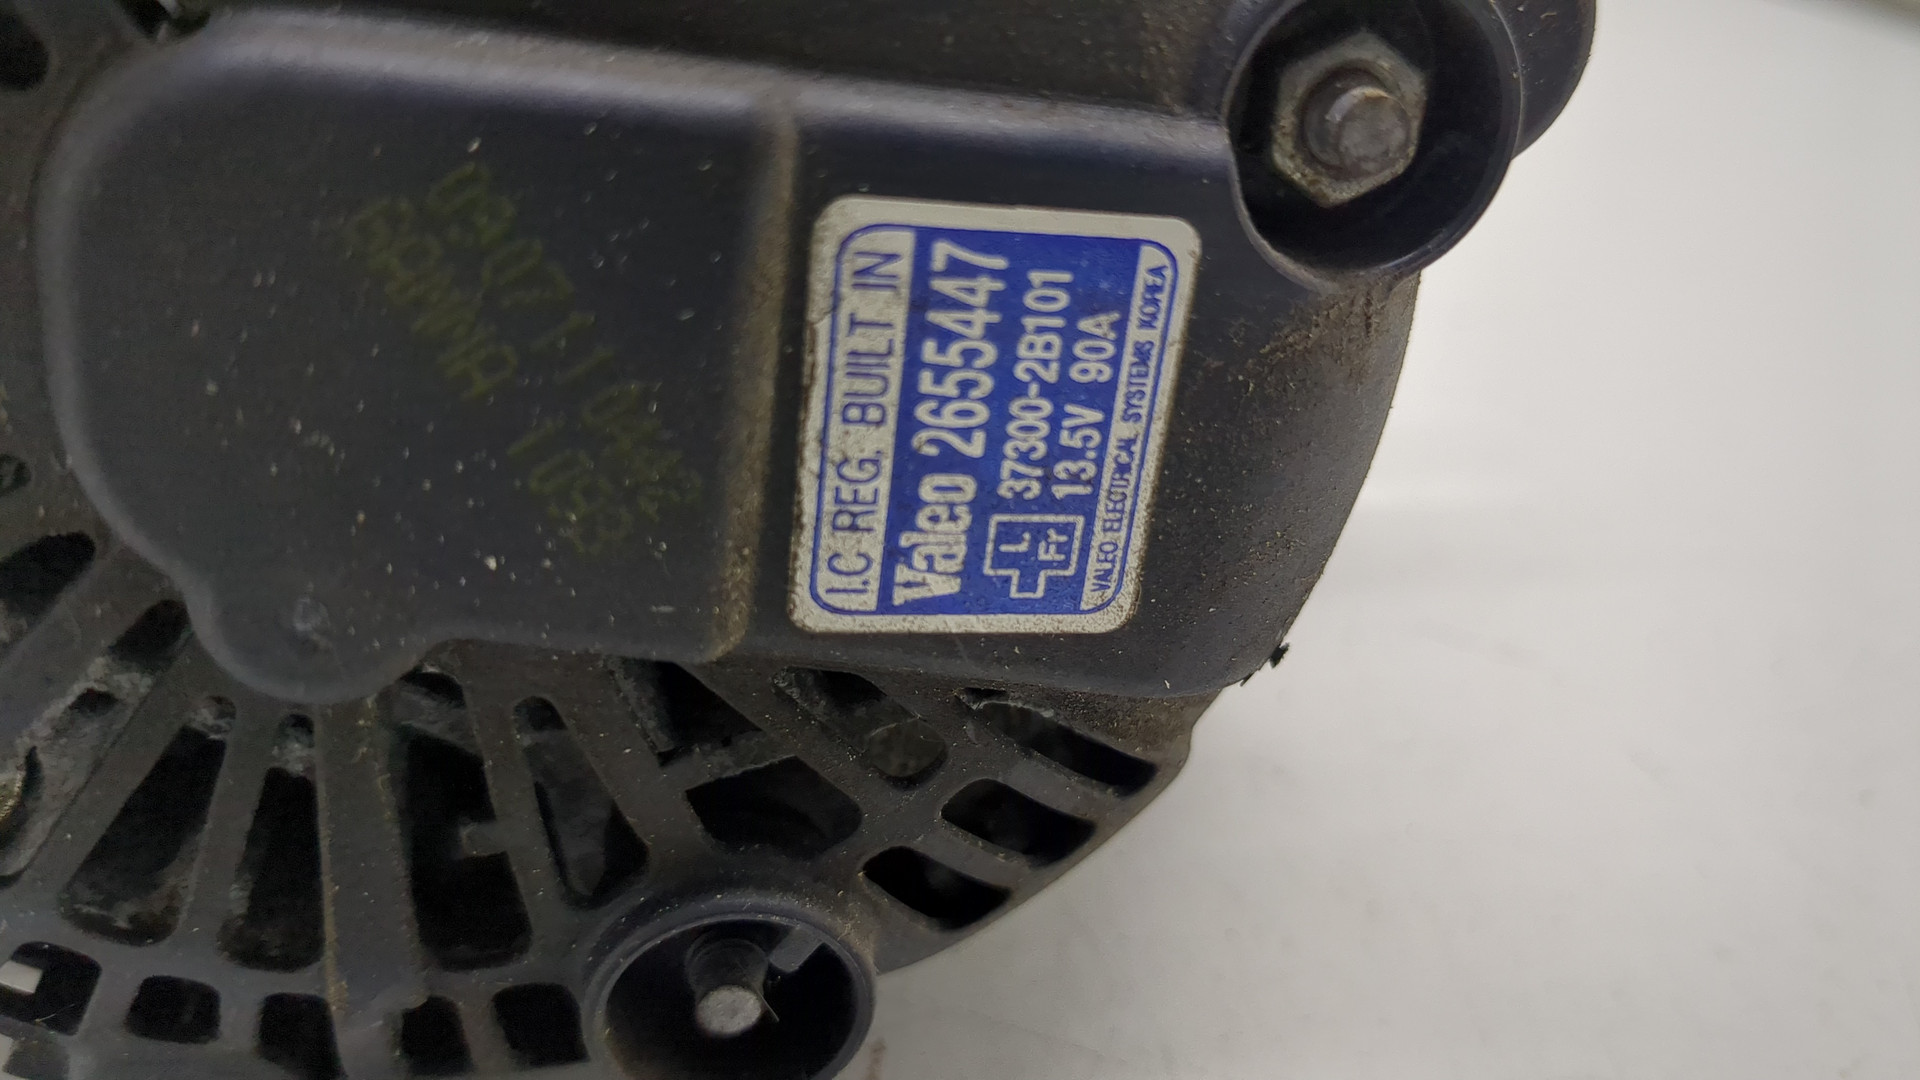 I.C REG. BUILT IN
Valeo 2655447
37300-2B101
L
Fr
13.5V 90A
VALEO ELECTRICAL SYSTEMS KOREA